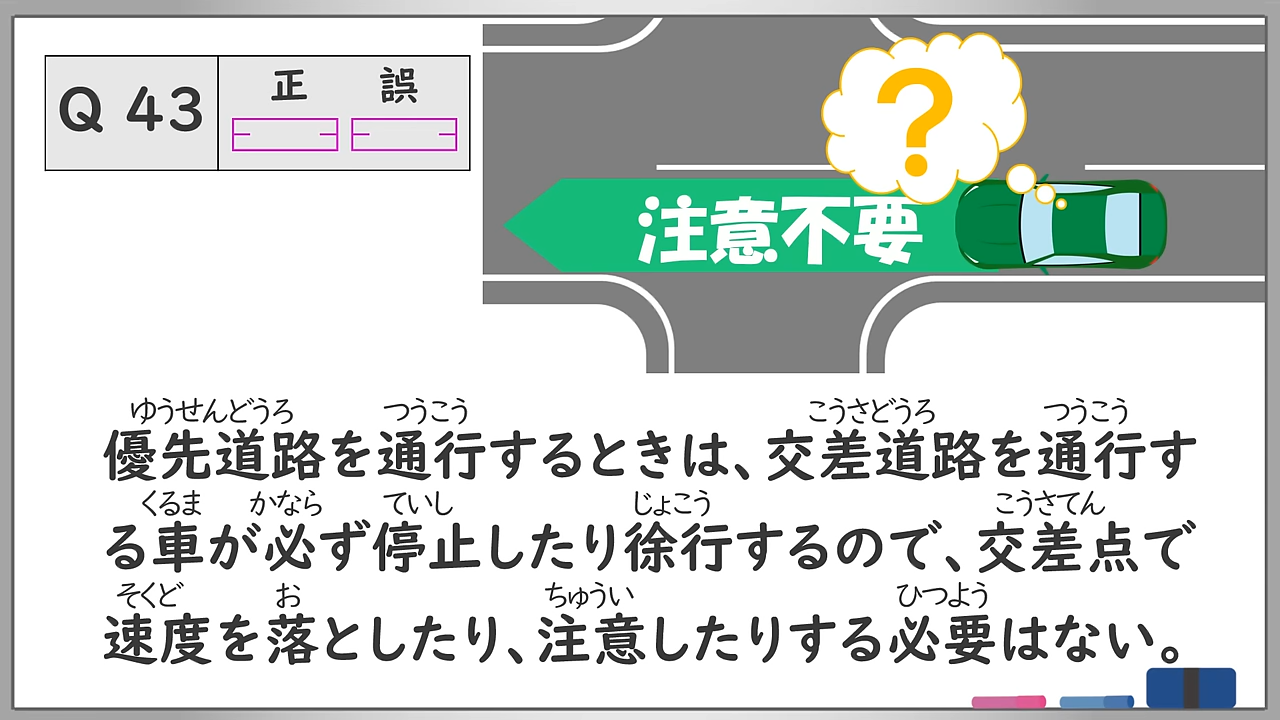 Q 43
正 誤
?
注意不要
ゆうせんどうろ つうこう こうさどうろ つうこう
優先道路を通行するときは、交差道路を通行す
くるま かなら ていし じょこう こうさてん
る車が必ず停止したり徐行するので、交差点で
そくど お ちゅうい ひつよう
速度を落としたり、注意したりする必要はない。